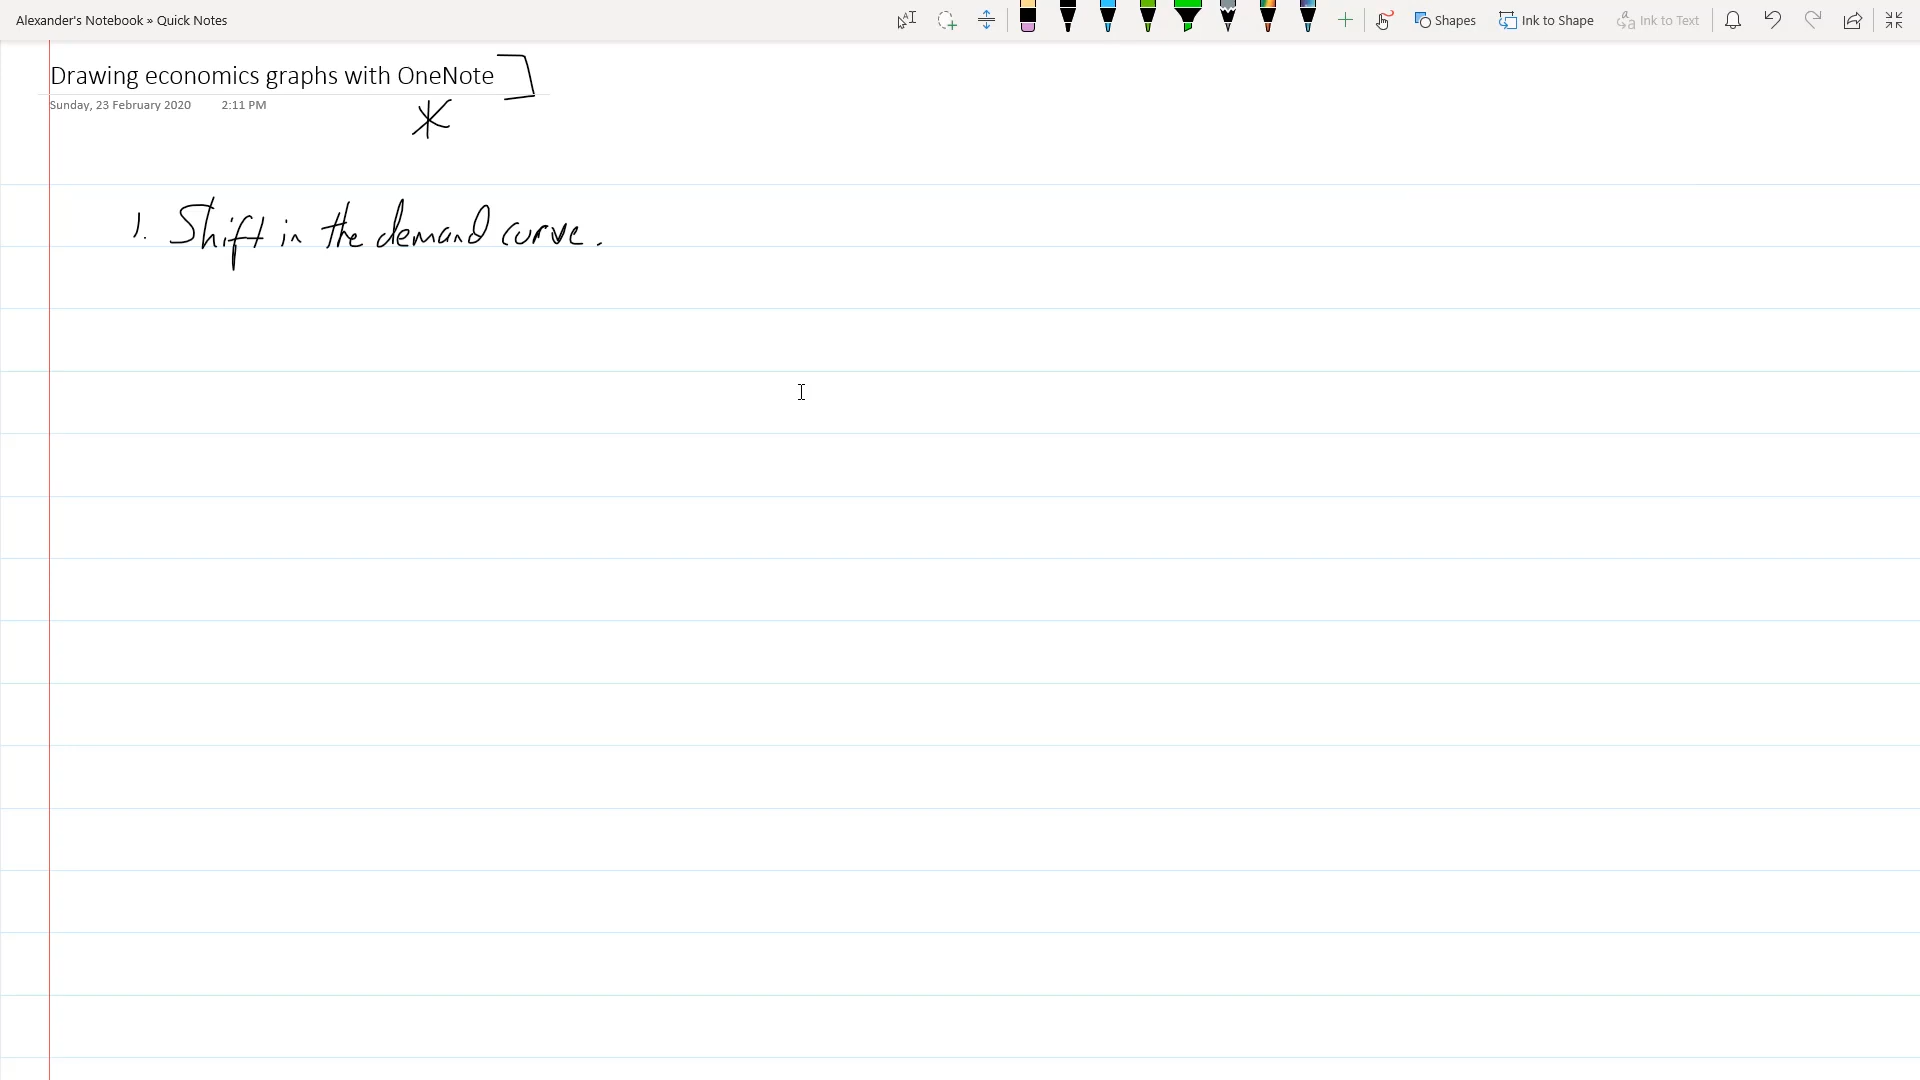 Alexander's Notebook » Quick Notes
Shapes
Ink to Shape
Ink to Text
Drawing economics graphs with OneNote
Sunday, 23 February 2020 2:11 PM
1. Shift in the demand curve.